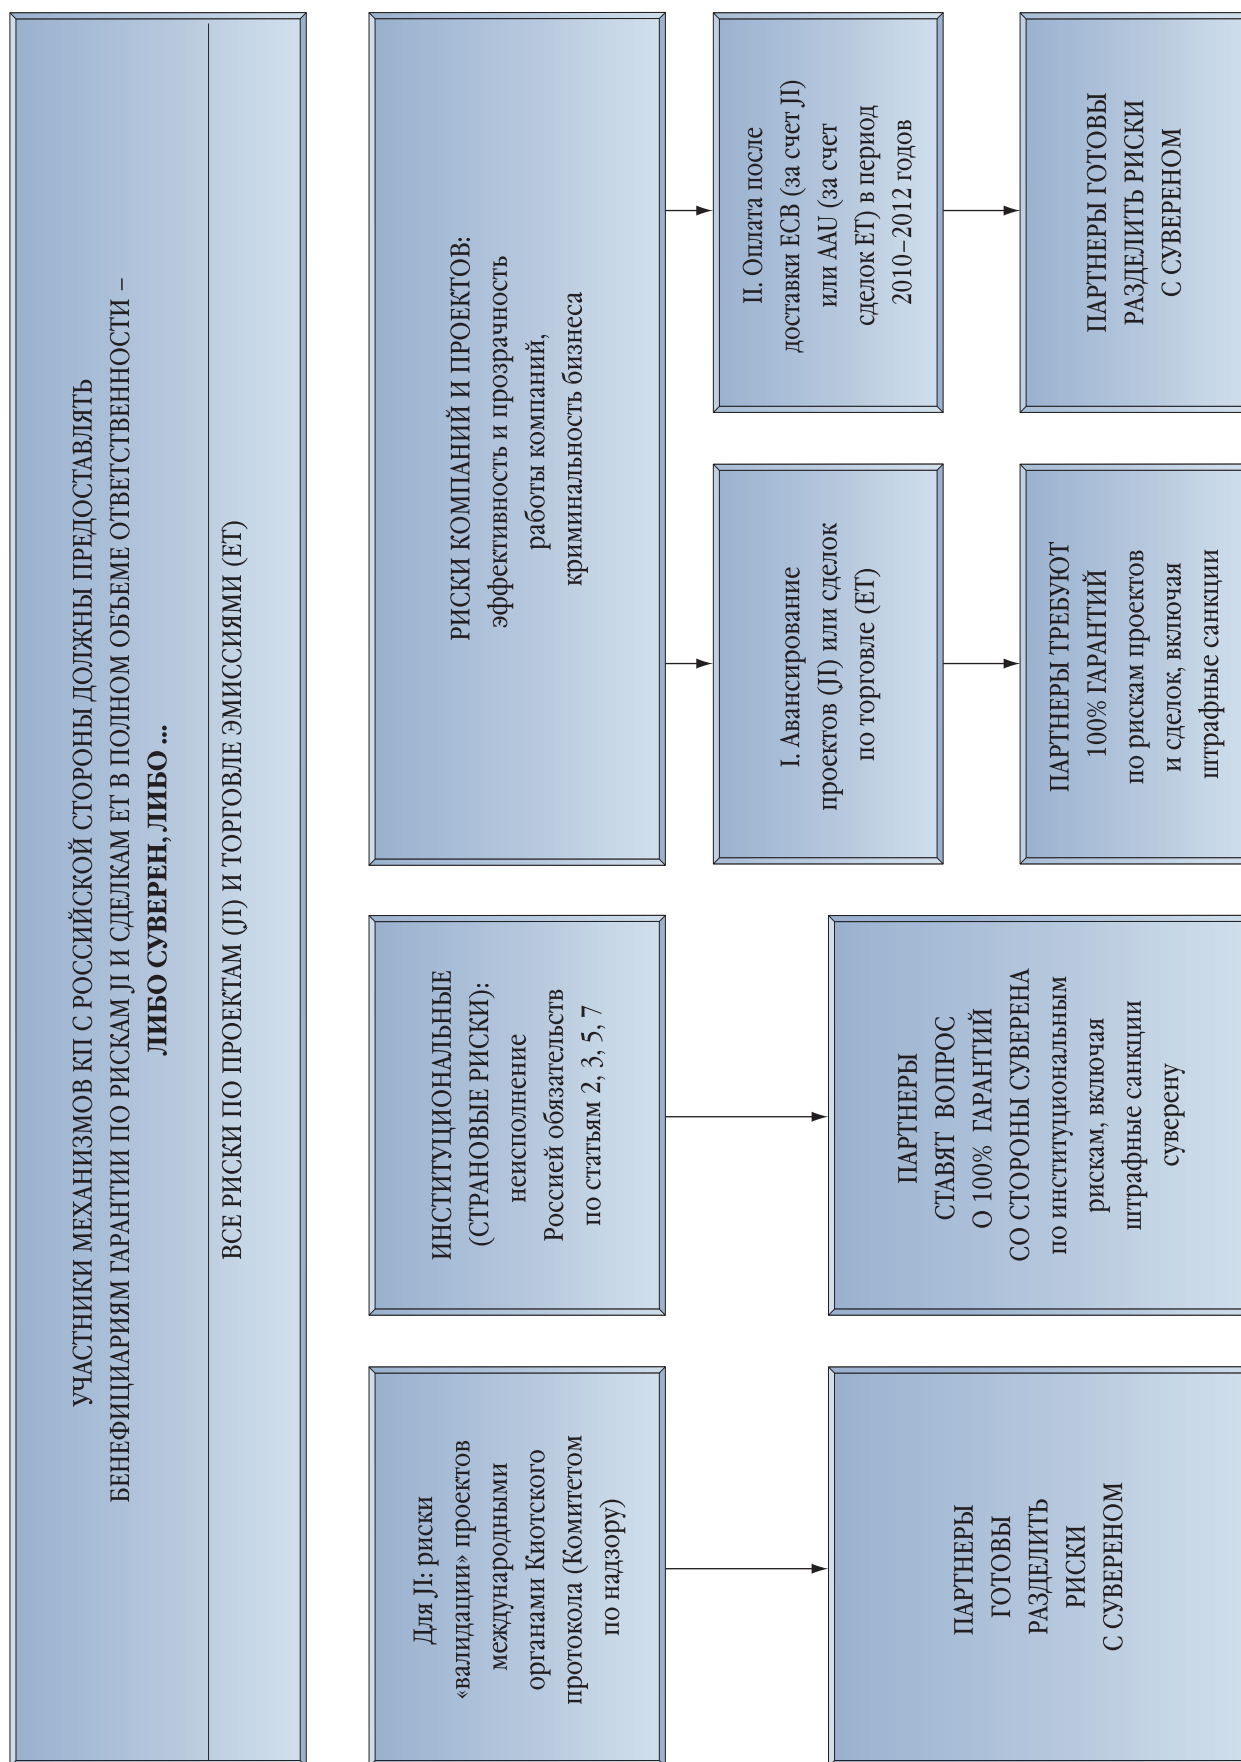 УЧАСТНИКИ МЕХАНИЗМОВ КП С РОССИЙСКОЙ СТОРОНЫ ДОЛЖНЫ ПРЕДОСТАВЛЯТЬ
БЕНЕФИЦИАРИЯМ ГАРАНТИИ ПО РИСКАМ JI И СДЕЛКАМ ЕТ В ПОЛНОМ ОБЪЕМЕ ОТВЕТСТВЕННОСТИ –
ЛИБО СУВЕРЕН, ЛИБО ...
ВСЕ РИСКИ ПО ПРОЕКТАМ (JI) И ТОРГОВЛЕ ЭМИССИЯМИ (ЕТ)
Для JI: риски
«валидации» проектов
международными
органами Киотского
протокола (Комитетом
по надзору)
ПАРТНЕРЫ
ГОТОВЫ
РАЗДЕЛИТЬ
РИСКИ
С СУВЕРЕНОМ
ИНСТИТУЦИОНАЛЬНЫЕ
(СТРАНОВЫЕ РИСКИ):
неисполнение
Россией обязательств
по статьям 2, 3, 5, 7
ПАРТНЕРЫ
СТАВЯТ ВОПРОС
О 100% ГАРАНТИЙ
СО СТОРОНЫ СУВЕРЕНА
по институциональным
рискам, включая
штрафные санкции
суверену
РИСКИ КОМПАНИЙ И ПРОЕКТОВ:
эффективность и прозрачность
работы компаний,
криминальность бизнеса
I. Авансирование
проектов (JI) или сделок
по торговле (ЕТ)
ПАРТНЕРЫ ТРЕБУЮТ
100% ГАРАНТИЙ
по рискам проектов
и сделок, включая
штрафные санкции
II. Оплата после
доставки ЕСВ (за счет JI)
или AAU (за счет
сделок ЕТ) в период
2010–2012 годов
ПАРТНЕРЫ ГОТОВЫ
РАЗДЕЛИТЬ РИСКИ
С СУВЕРЕНОМ